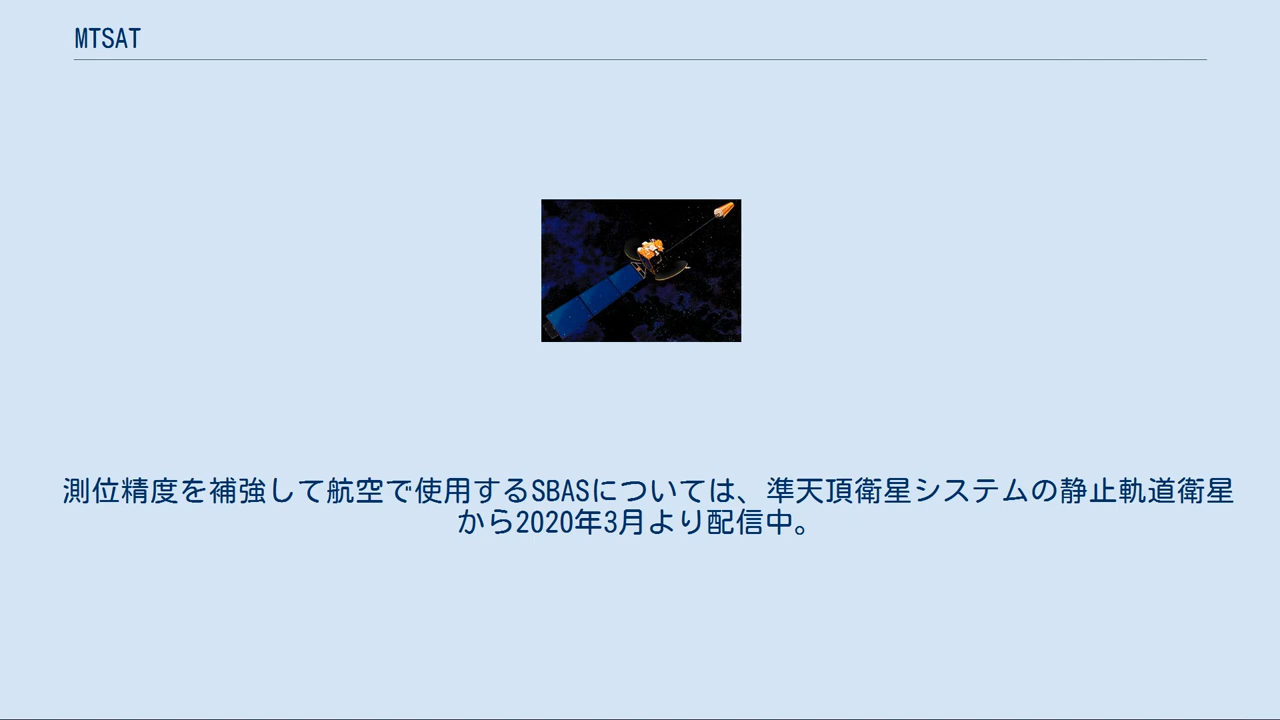 MTSAT
測位精度を補強して航空で使用するSBASについては、準天頂衛星システムの静止軌道衛星
から2020年3月より配信中。